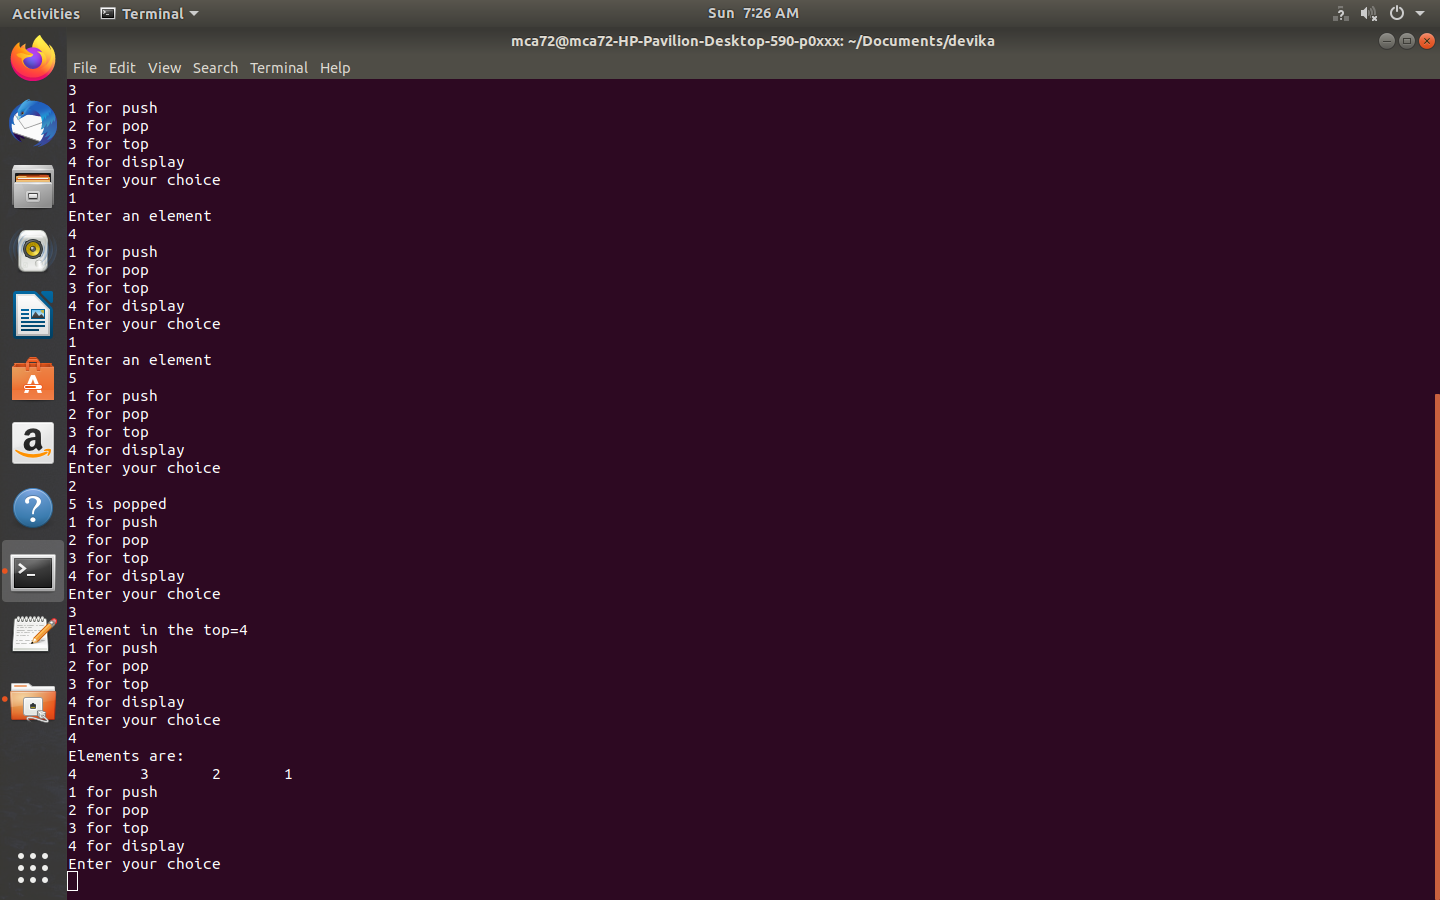 Activities
Terminal
Sun 7:26 AM
mca72@mca72-HP-Pavilion-Desktop-590-p0xxx: ~/Documents/devika
File Edit View Search Terminal Help
3
1 for push
2 for pop
3 for top
4 for display
Enter your choice
1
Enter an element
4
1 for push
2 for pop
3 for top
4 for display
Enter your choice
1
Enter an element
5
1 for push
2 for pop
3 for top
4 for display
Enter your choice
2
5 is popped
1 for push
2 for pop
3 for top
4 for display
Enter your choice
3
Element in the top=4
1 for push
2 for pop
3 for top
4 for display
Enter your choice
4
Elements are:
4 3 2 1
1 for push
2 for pop
3 for top
4 for display
Enter your choice